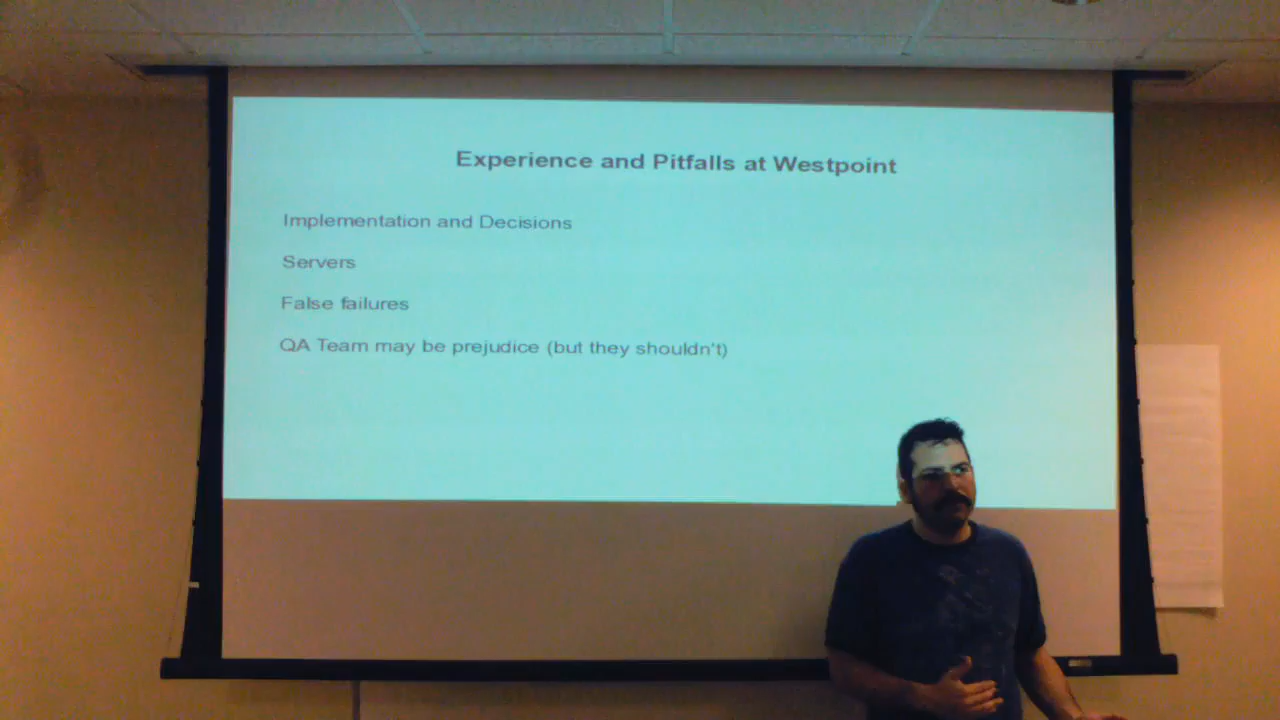 Experience and Pitfalls at Westpoint
Implementation and Decisions
Servers
False failures
QA Team may be prejudice (but they shouldn't)